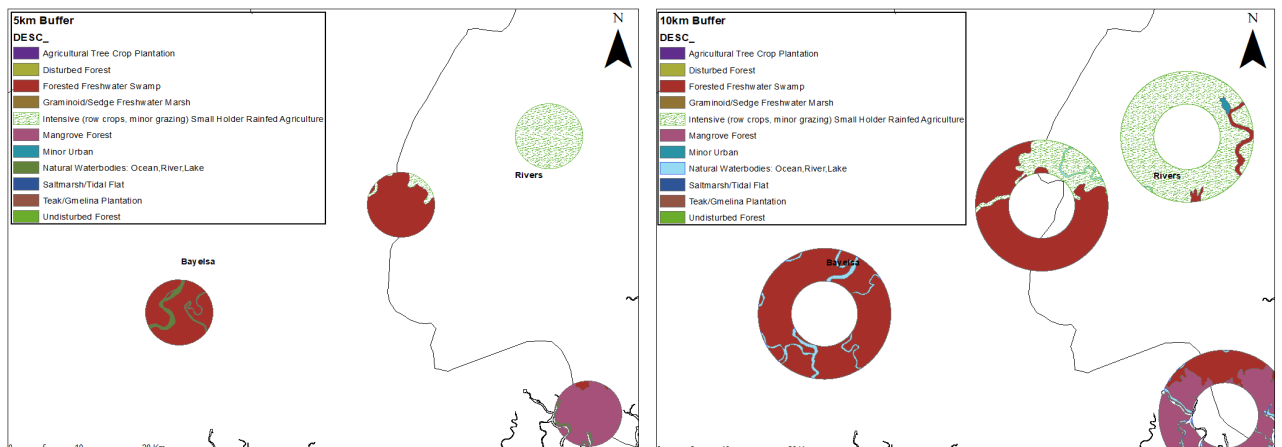 5km Buffer
DESC_
Agricultural Tree Crop Plantation
Disturbed Forest
Forested Freshwater Swamp
Graminoid/Sedge Freshwater Marsh
Intensive (row crops, minor grazing) Small Holder Rainfed Agriculture
Mangrove Forest
Minor Urban
Natural Waterbodies: Ocean,River,Lake
Saltmarsh/Tidal Flat
Teak/Gmelina Plantation
Undisturbed Forest
N
Rivers
Bayelsa
10km Buffer
DESC_
Agricultural Tree Crop Plantation
Disturbed Forest
Forested Freshwater Swamp
Graminoid/Sedge Freshwater Marsh
Intensive (row crops, minor grazing) Small Holder Rainfed Agriculture
Mangrove Forest
Minor Urban
Natural Waterbodies: Ocean,River,Lake
Saltmarsh/Tidal Flat
Teak/Gmelina Plantation
Undisturbed Forest
N
Rivers
Bayelsa